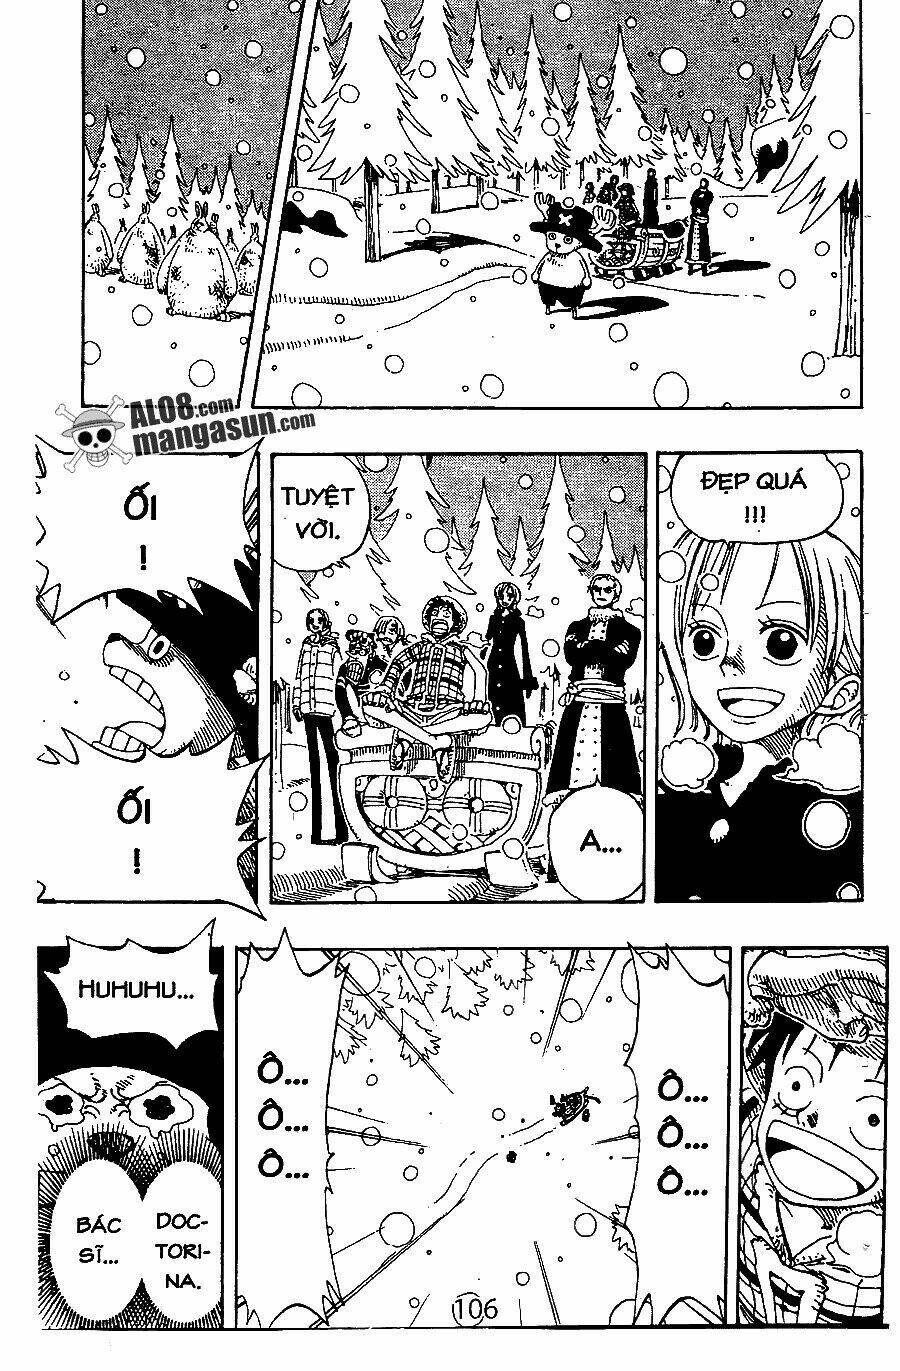 AL08.com
mangasun.com
ĐẸP QUÁ
!!!
TUYỆT
VỜI.
A...
ỐI
!
ỐI
!
Ô...
Ô...
Ô...
Ô...
Ô...
Ô...
HUHUHU...
DOC-
TORI-
NA.
BÁC
SĨ...
106